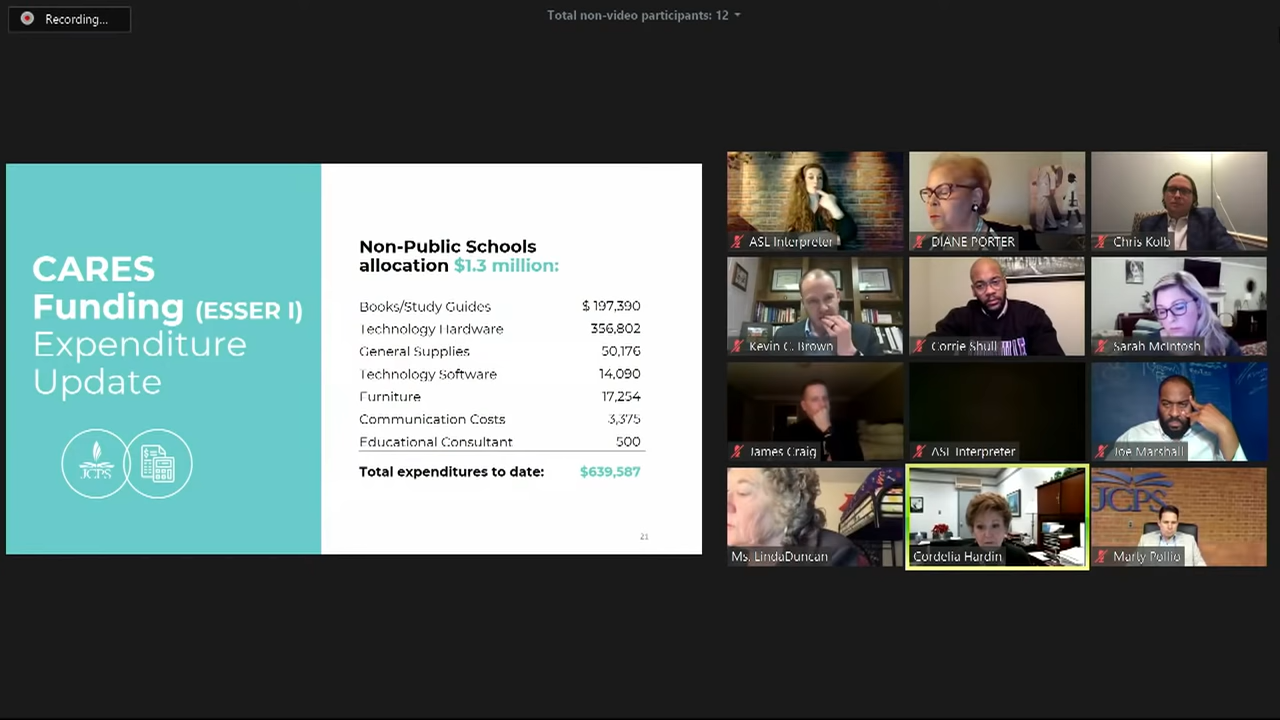 Recording...
Total non-video participants: 12
CARES
Funding (ESSER I)
Expenditure
Update
JCPS
Non-Public Schools
allocation $1.3 million:
Books/Study Guides $ 197,390
Technology Hardware 356,802
General Supplies 50,176
Technology Software 14,090
Furniture 17,254
Communication Costs 3,375
Educational Consultant 500
Total expenditures to date: $639,587
21
ASL Interpreter
DIANE PORTER
Chris Kolb
Kevin C. Brown
Corrie Shull
Sarah McIntosh
James Craig
ASL Interpreter
Joe Marshall
Ms. LindaDuncan
Cordelia Hardin
JCPS
Marty Pollio